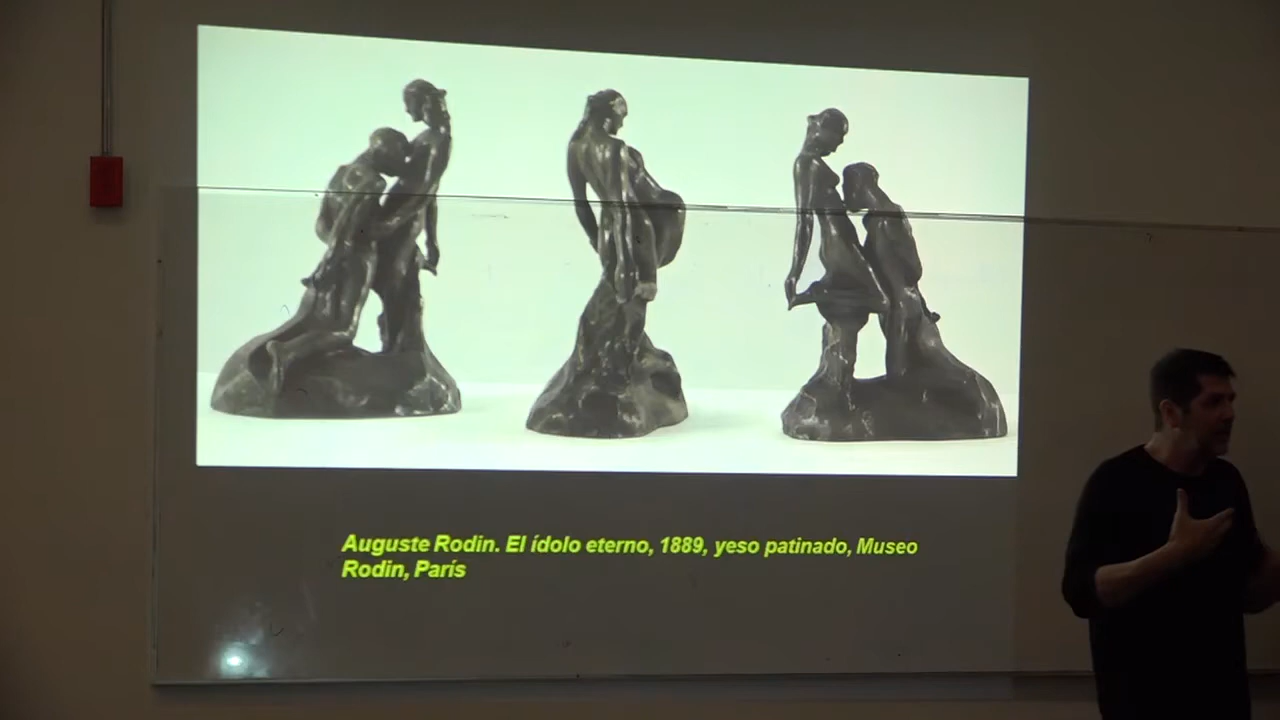 Auguste Rodin. El ídolo eterno, 1889, yeso patinado, Museo
Rodin, París